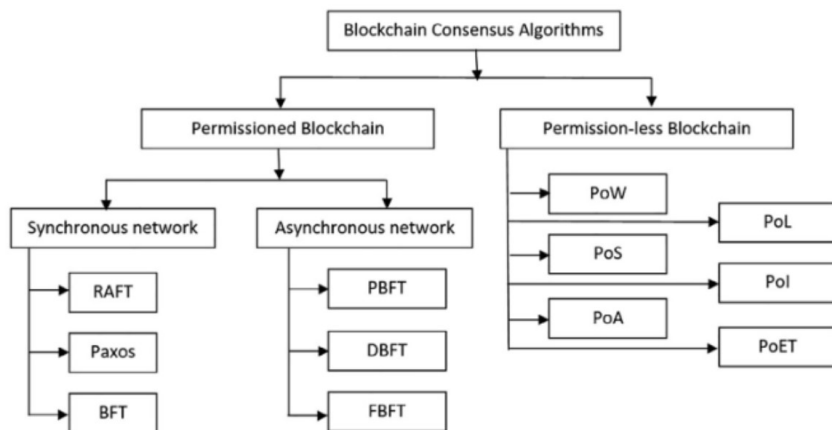 Blockchain Consensus Algorithms
Permissioned Blockchain
Permission-less Blockchain
Synchronous network
Asynchronous network
RAFT
Paxos
BFT
PBFT
DBFT
FBFT
PoW
PoL
PoS
PoI
PoA
PoET